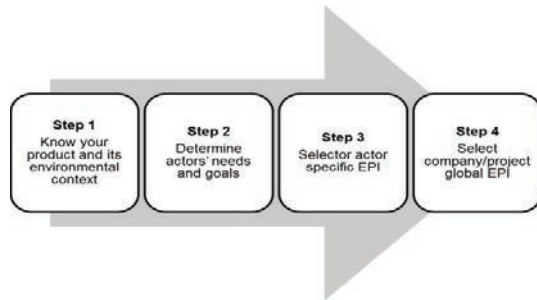 Step 1
Know your
product and its
environmental
context
Step 2
Determine
actors' needs
and goals
Step 3
Selector actor
specific EPI
Step 4
Select
company/project
global EPI